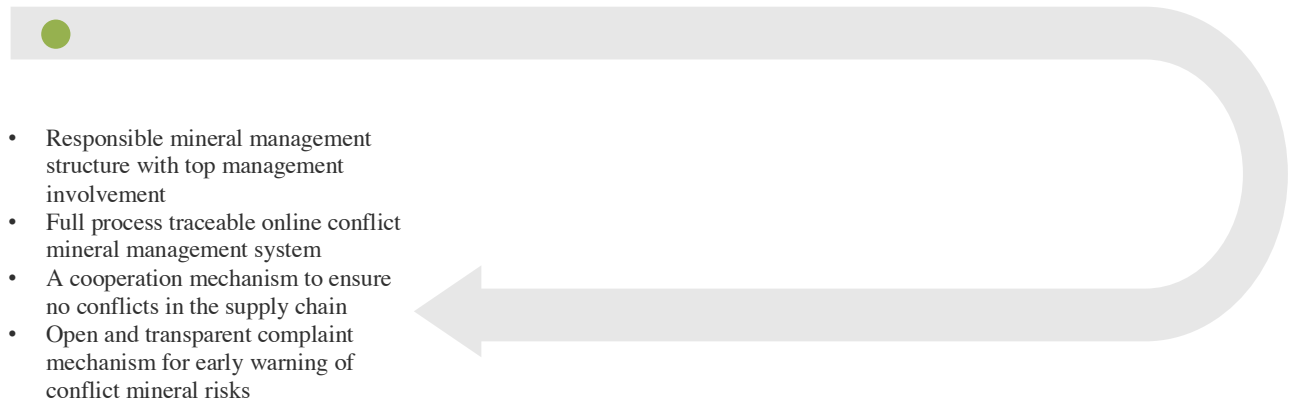 • Responsible mineral management
structure with top management
involvement
• Full process traceable online conflict
mineral management system
• A cooperation mechanism to ensure
no conflicts in the supply chain
• Open and transparent complaint
mechanism for early warning of
conflict mineral risks